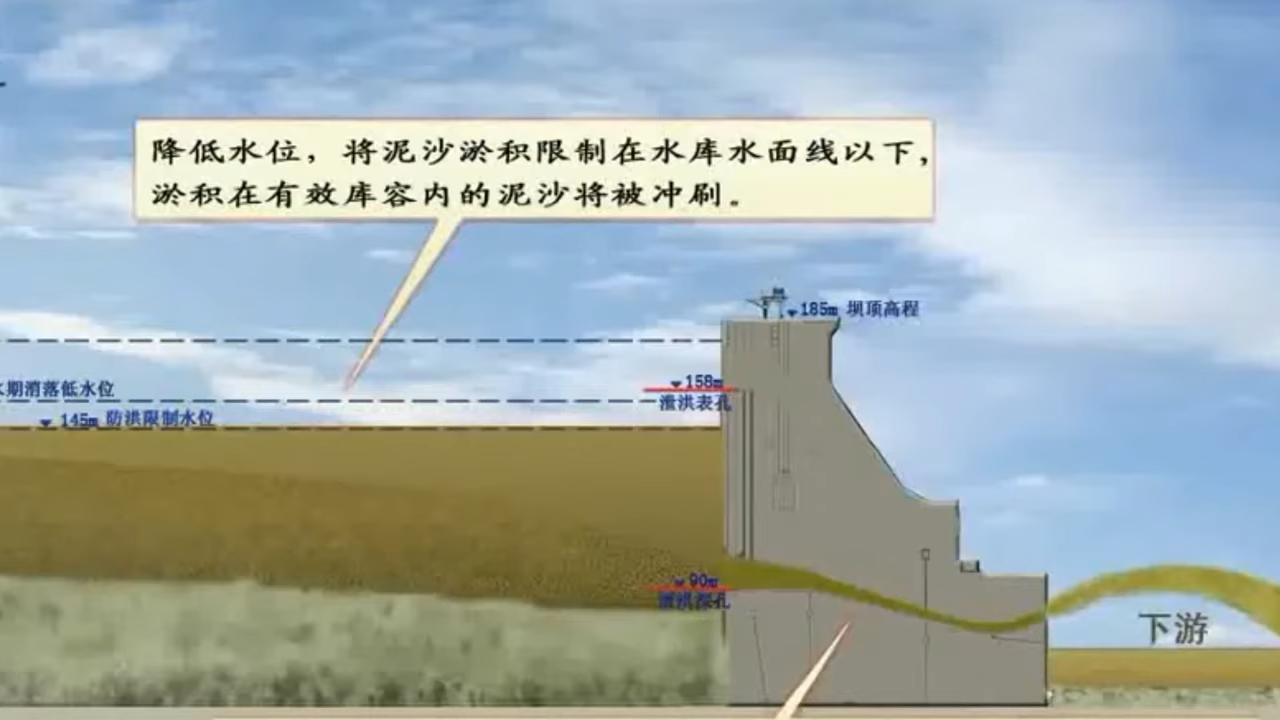 降低水位，将泥沙淤积限制在水库水面线以下，
淤积在有效库容内的泥沙将被冲刷。
185m 坝顶高程
158m
泄洪表孔
水期消落低水位
145m 防洪限制水位
90m
泄洪深孔
下游